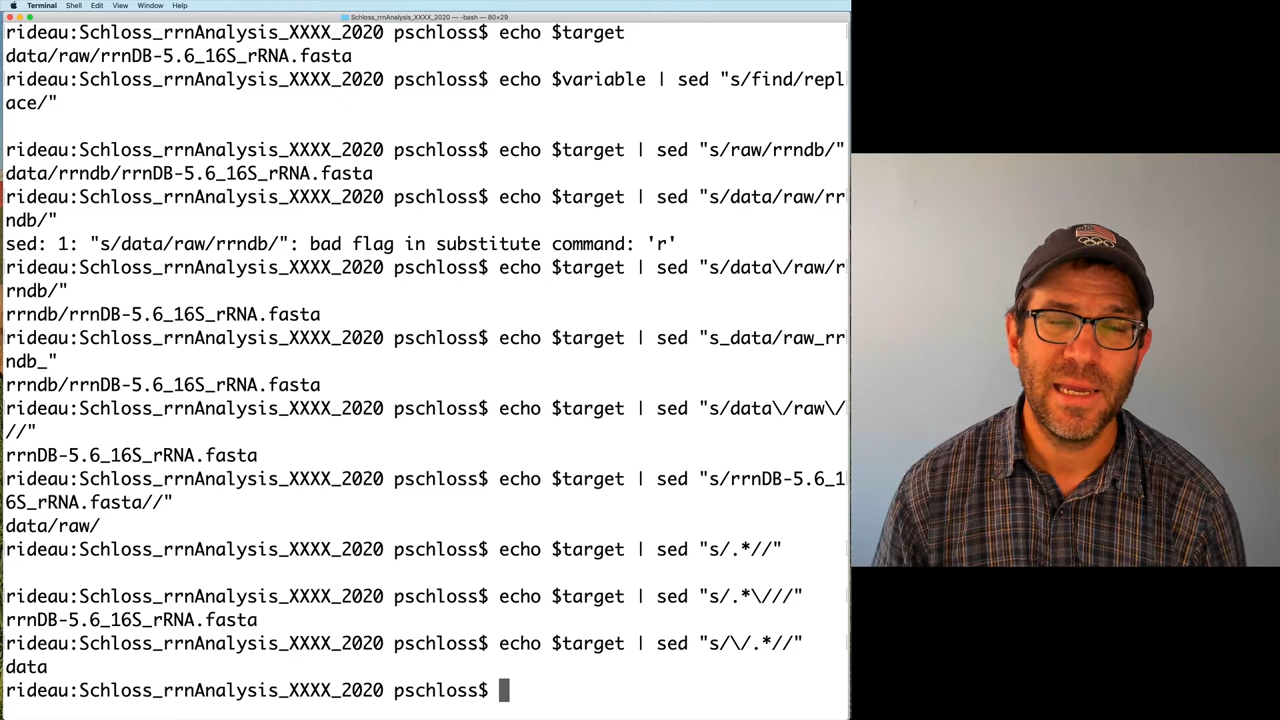 Terminal Shell Edit View Window Help
Schloss_rrnAnalysis_XXXX_2020 — -bash — 80×29
rideau:Schloss_rrnAnalysis_XXXX_2020 pschloss$ echo $target
data/raw/rrnDB-5.6_16S_rRNA.fasta
rideau:Schloss_rrnAnalysis_XXXX_2020 pschloss$ echo $variable | sed "s/find/repl
ace/"
rideau:Schloss_rrnAnalysis_XXXX_2020 pschloss$ echo $target | sed "s/raw/rrndb/"
data/rrndb/rrnDB-5.6_16S_rRNA.fasta
rideau:Schloss_rrnAnalysis_XXXX_2020 pschloss$ echo $target | sed "s/data/raw/rr
ndb/"
sed: 1: "s/data/raw/rrndb/": bad flag in substitute command: 'r'
rideau:Schloss_rrnAnalysis_XXXX_2020 pschloss$ echo $target | sed "s/data\/raw/r
rndb/"
rrndb/rrnDB-5.6_16S_rRNA.fasta
rideau:Schloss_rrnAnalysis_XXXX_2020 pschloss$ echo $target | sed "s_data/raw_rr
ndb_"
rrndb/rrnDB-5.6_16S_rRNA.fasta
rideau:Schloss_rrnAnalysis_XXXX_2020 pschloss$ echo $target | sed "s/data\/raw\/
//"
rrnDB-5.6_16S_rRNA.fasta
rideau:Schloss_rrnAnalysis_XXXX_2020 pschloss$ echo $target | sed "s/rrnDB-5.6_1
6S_rRNA.fasta//"
data/raw/
rideau:Schloss_rrnAnalysis_XXXX_2020 pschloss$ echo $target | sed "s/.*//"
rideau:Schloss_rrnAnalysis_XXXX_2020 pschloss$ echo $target | sed "s/.*\///"
rrnDB-5.6_16S_rRNA.fasta
rideau:Schloss_rrnAnalysis_XXXX_2020 pschloss$ echo $target | sed "s/\/.*//"
data
rideau:Schloss_rrnAnalysis_XXXX_2020 pschloss$